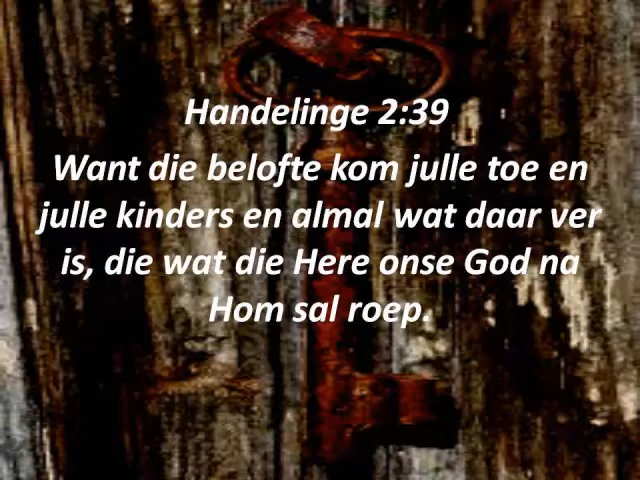 Handelinge 2:39
Want die belofte kom julle toe en
julle kinders en almal wat daar ver
is, die wat die Here onse God na
Hom sal roep.